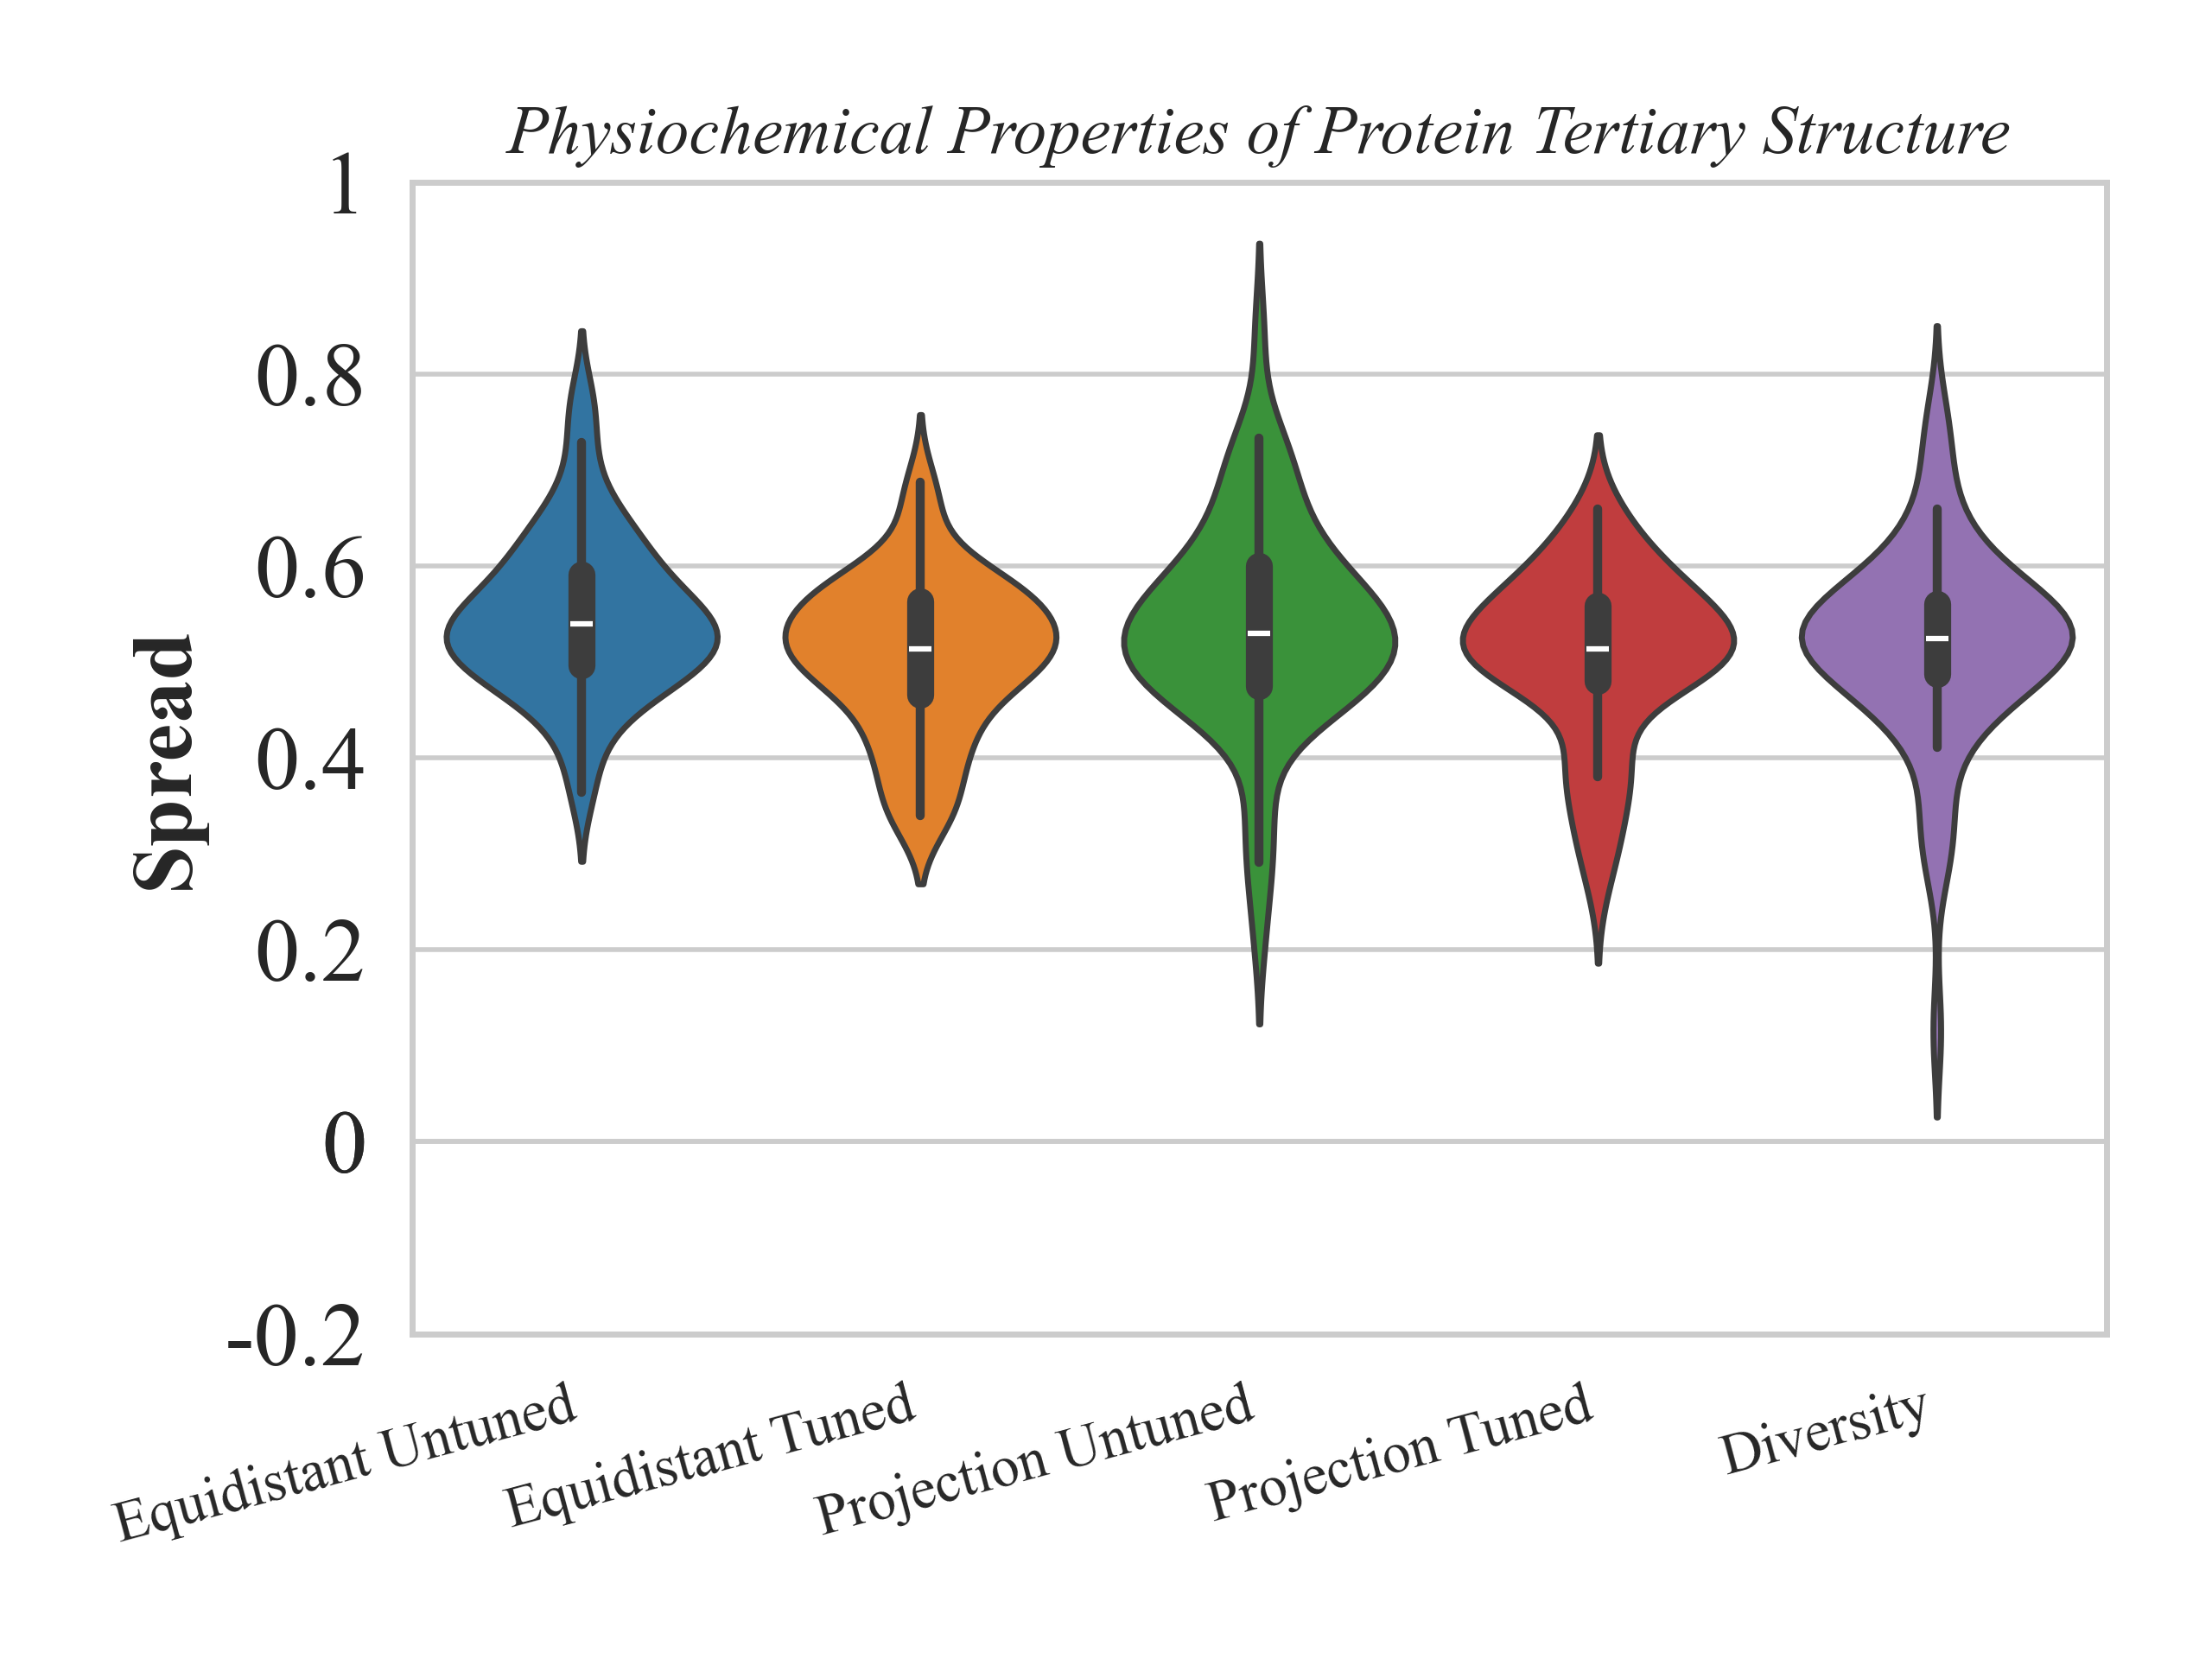 Physiochemical Properties of Protein Tertiary Structure
1
0.8
0.6
0.4
0.2
0
-0.2
Spread
Equidistant Untuned
Equidistant Tuned
Projection Untuned
Projection Tuned
Diversity